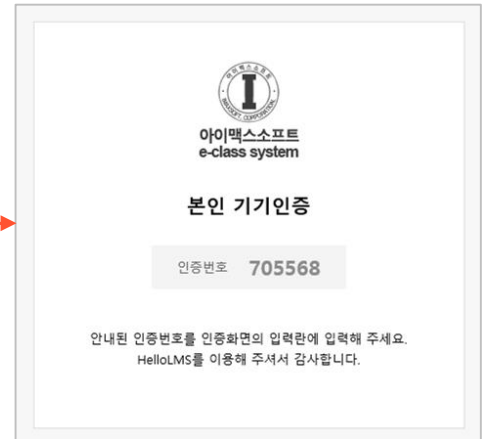 I
아이맥스소프트
e-class system
본인 기기인증
인증번호 705568
안내된 인증번호를 인증화면의 입력란에 입력해 주세요.
HelloLMS를 이용해 주셔서 감사합니다.